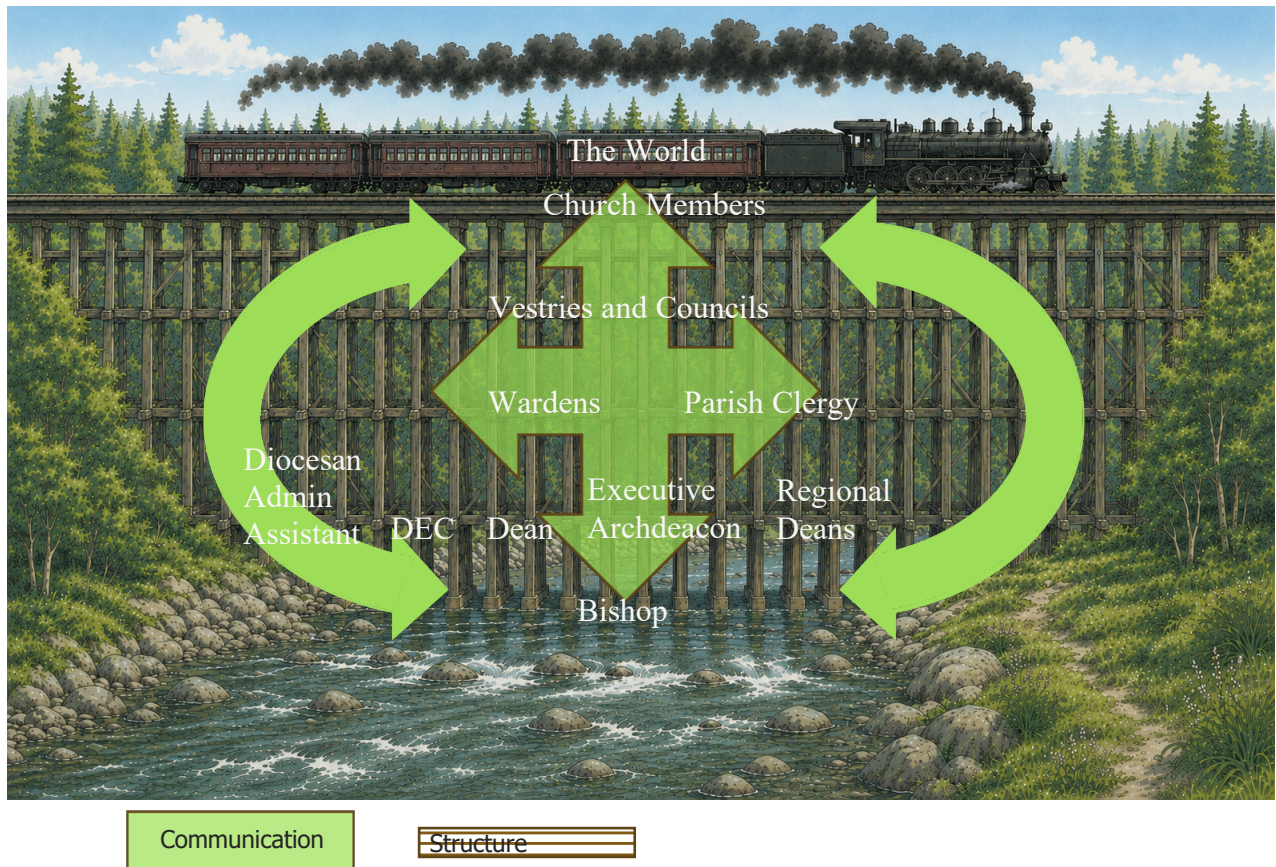 The World
Church Members
Vestries and Councils
Wardens
Parish Clergy
Diocesan
Admin
Assistant
DEC
Dean
Executive
Archdeacon
Regional
Deans
Bishop
Communication
Structure